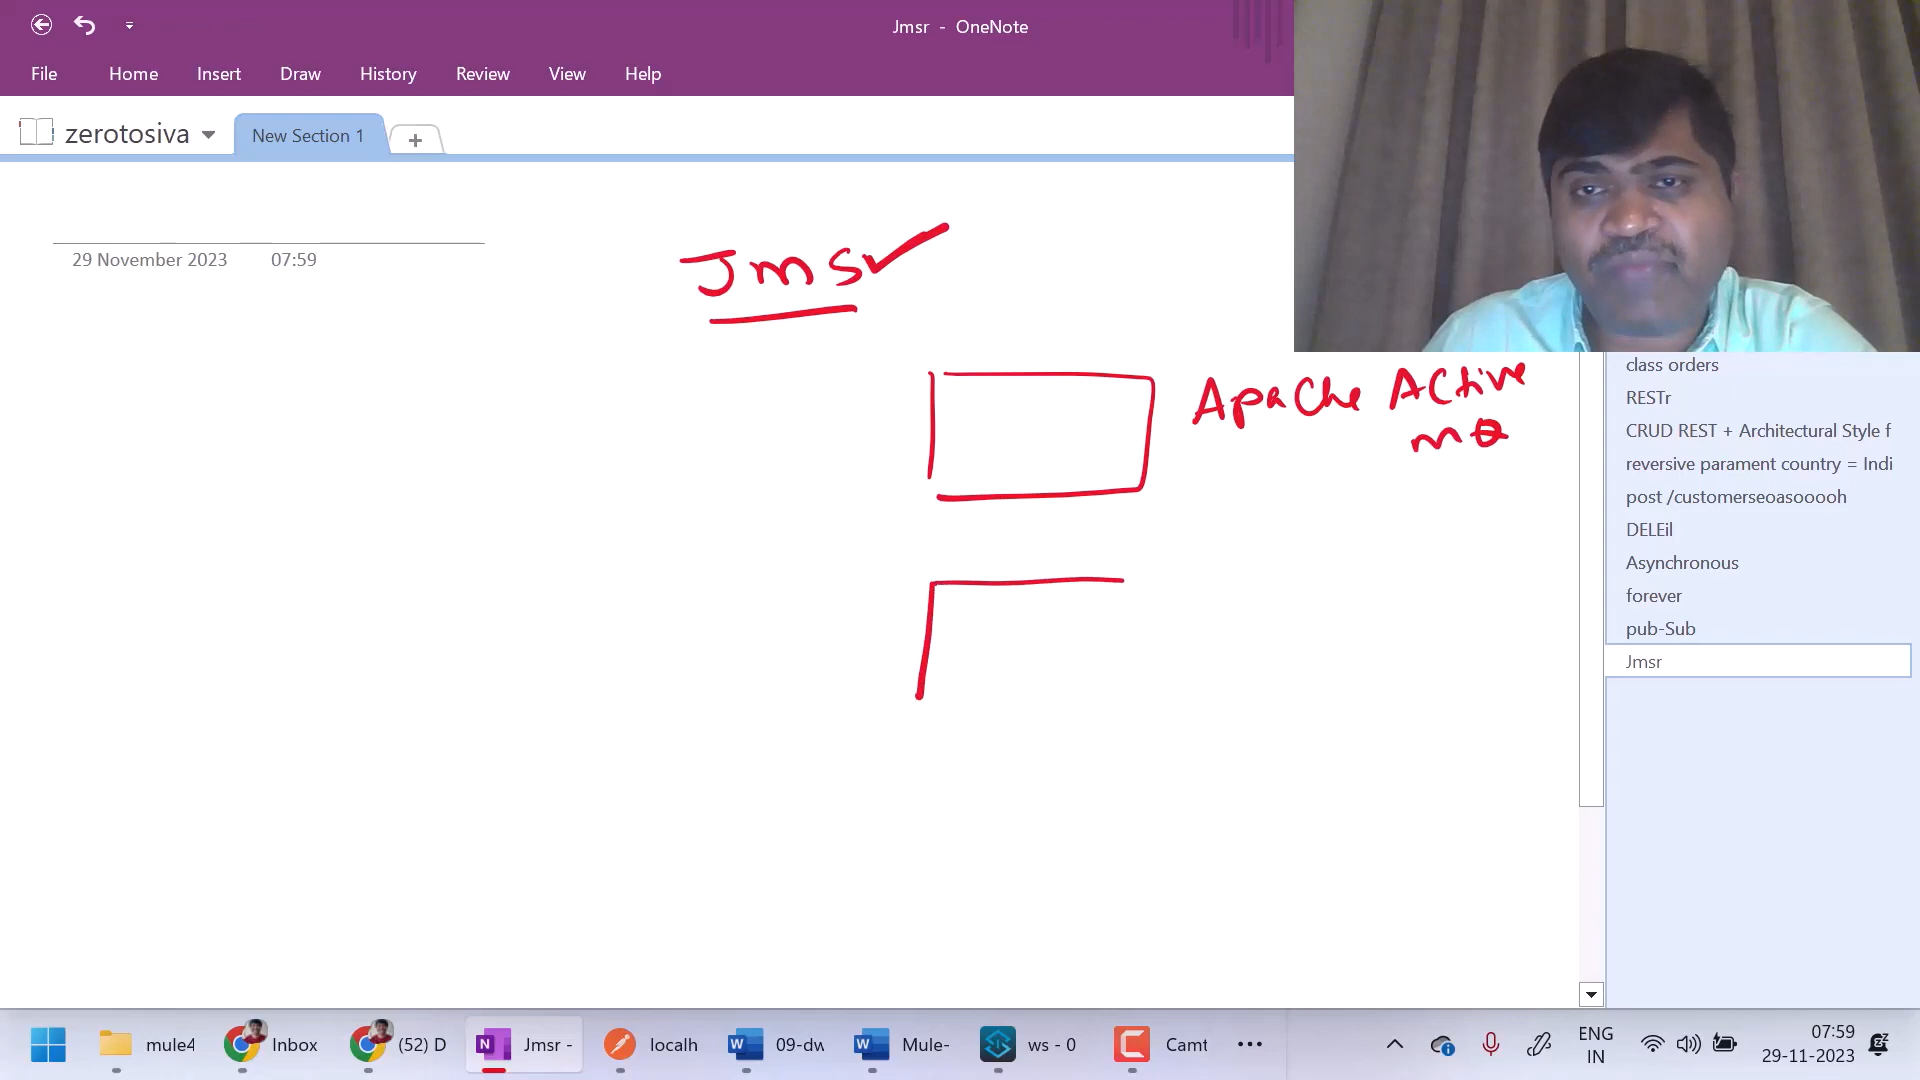 Jmsr - OneNote
File Home Insert Draw History Review View Help
zerotosiva New Section 1 +
29 November 2023 07:59
Jms
Apache Active
mQ
class orders
RESTr
CRUD REST + Architectural Style f
reversive parament country = Indi
post /customerseoasooooh
DELEil
Asynchronous
forever
pub-Sub
Jmsr
mule4 Inbox (52) D Jmsr - localh 09-dw Mule- ws - 0 Camt
ENG
IN
07:59
29-11-2023